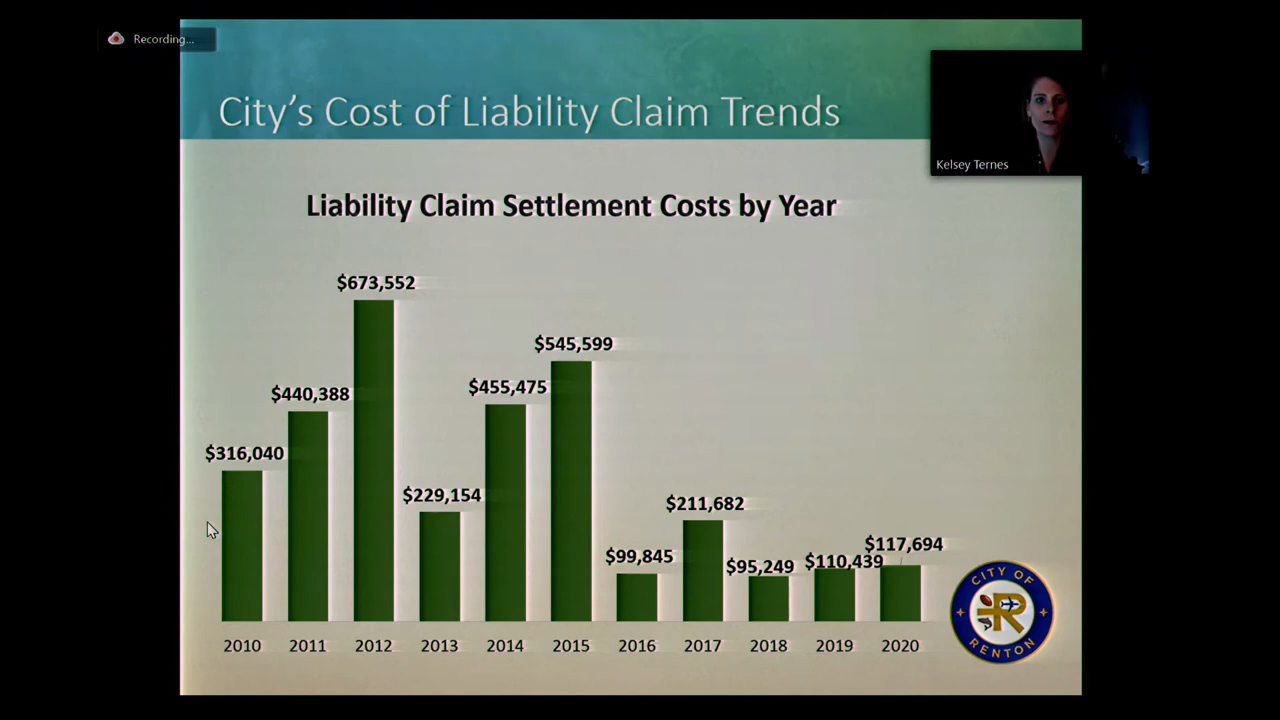 Recording...
City's Cost of Liability Claim Trends
Kelsey Ternes
Liability Claim Settlement Costs by Year
$673,552
$545,599
$455,475
$440,388
$316,040
$229,154
$211,682
$117,694
$99,845
$95,249
$110,439
2010 2011 2012 2013 2014 2015 2016 2017 2018 2019 2020
CITY OF
R
RENTON